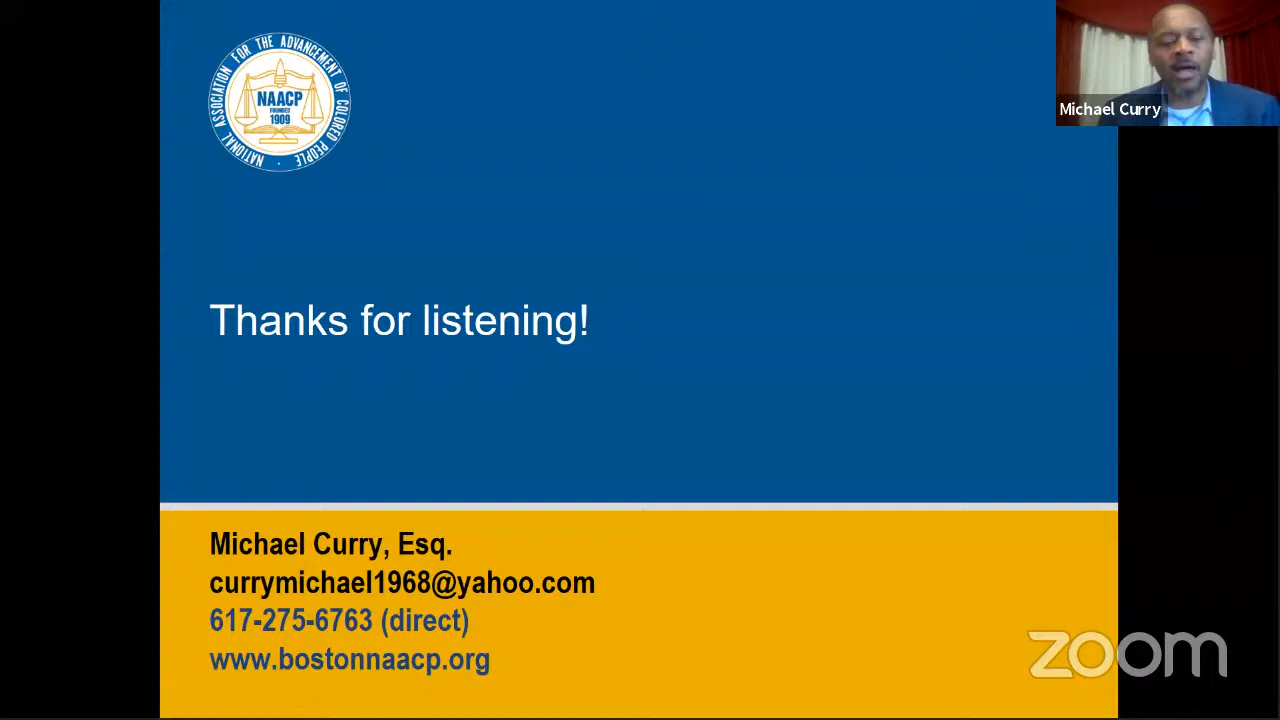 NATIONAL ASSOCIATION FOR THE ADVANCEMENT OF COLORED PEOPLE ·
NAACP
FOUNDED
1909
Michael Curry
Thanks for listening!
Michael Curry, Esq.
currymichael1968@yahoo.com
617-275-6763 (direct)
www.bostonnaacp.org
zoom